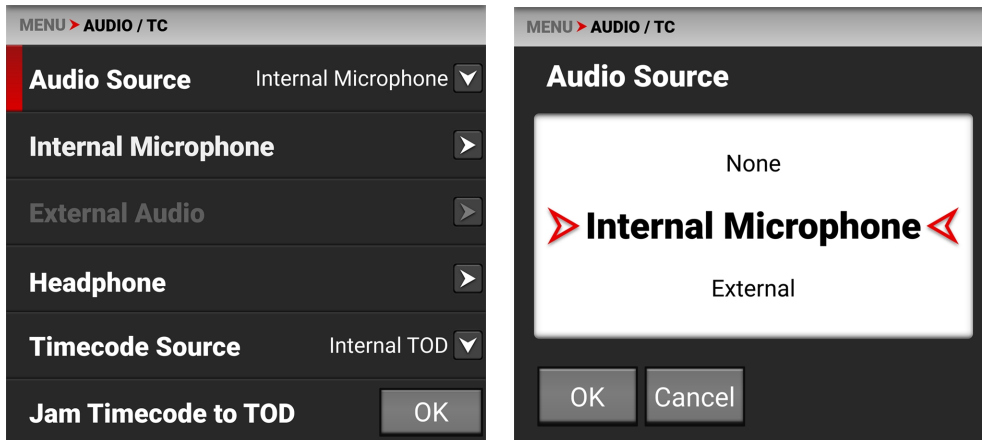 MENU AUDIO / TC
Audio Source Internal Microphone
Internal Microphone
External Audio
Headphone
Timecode Source Internal TOD
Jam Timecode to TOD OK
MENU AUDIO / TC
Audio Source
None
Internal Microphone
External
OK Cancel